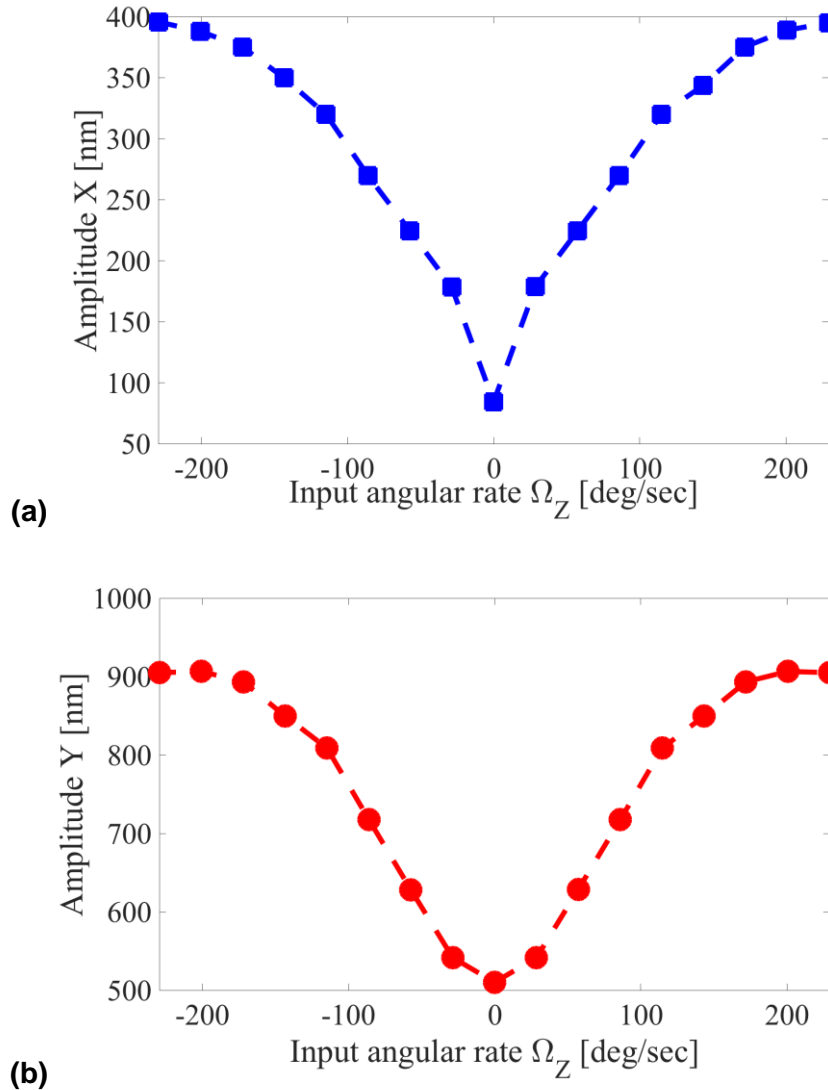 400
350
300
250
200
150
100
50
Amplitude X [nm]
-200 -100 0 100 200
Input angular rate Ω_Z [deg/sec]
(a)
1000
900
800
700
600
500
Amplitude Y [nm]
-200 -100 0 100 200
Input angular rate Ω_Z [deg/sec]
(b)